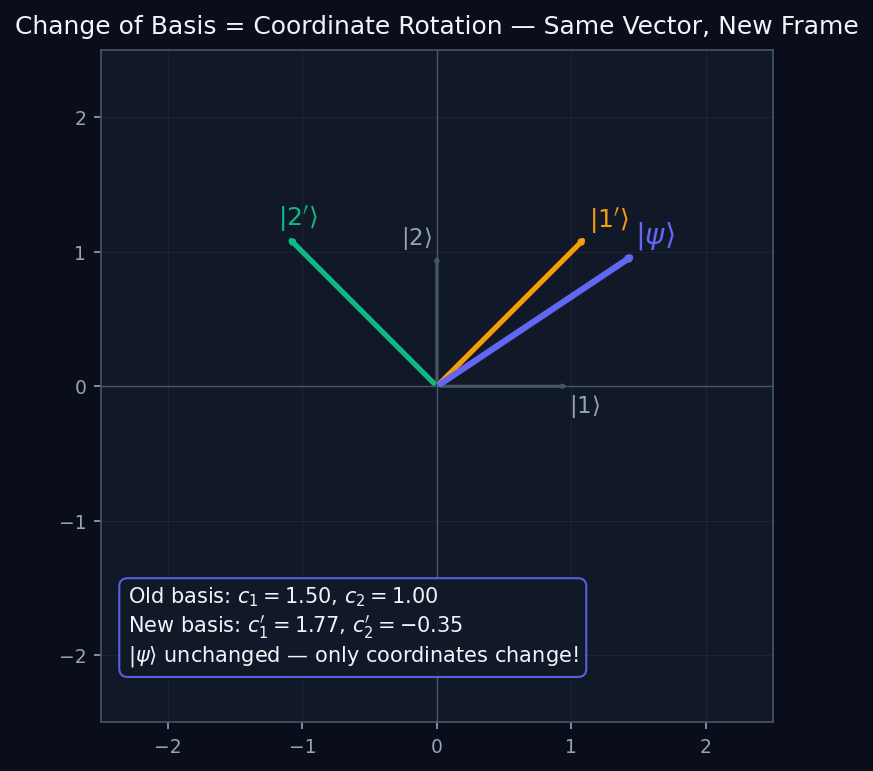 Change of Basis = Coordinate Rotation — Same Vector, New Frame
2
|2′⟩
|1′⟩
|2⟩
|ψ⟩
1
0
|1⟩
−1
Old basis: c₁ = 1.50, c₂ = 1.00
New basis: c′₁ = 1.77, c′₂ = −0.35
|ψ⟩ unchanged — only coordinates change!
−2
−2 −1 0 1 2